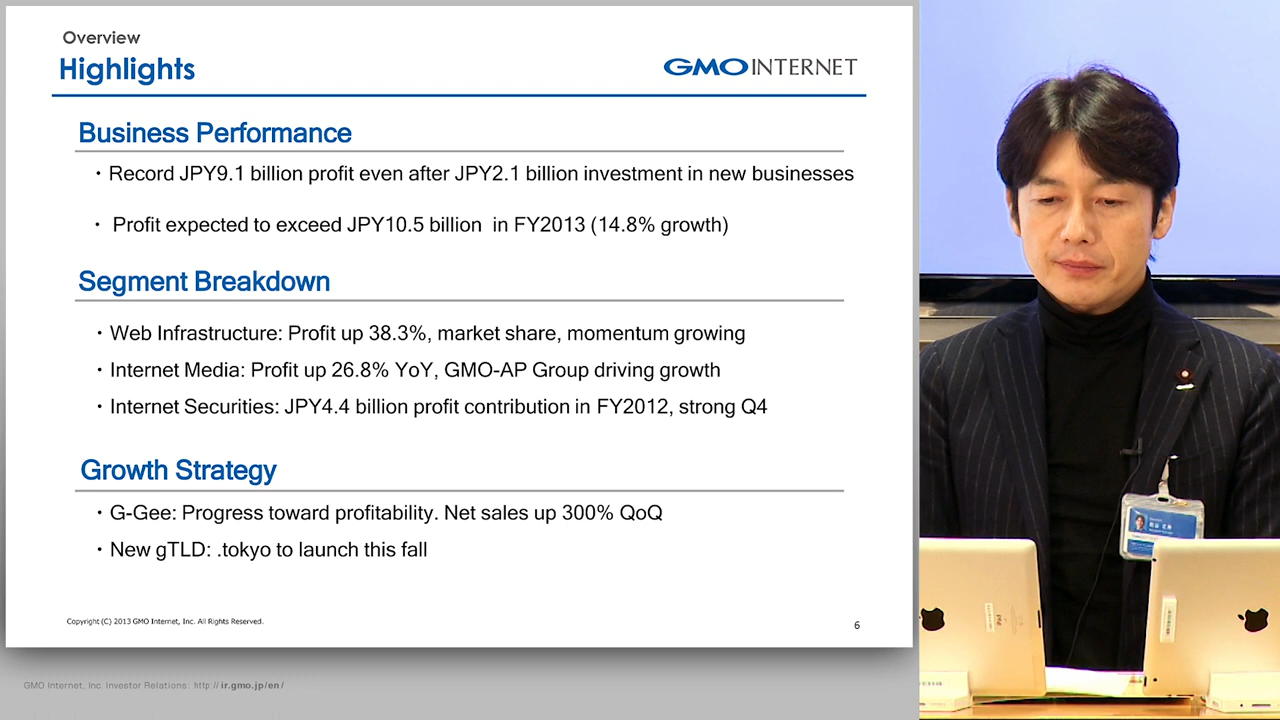 Overview
Highlights
GMO INTERNET
Business Performance
・Record JPY9.1 billion profit even after JPY2.1 billion investment in new businesses
・ Profit expected to exceed JPY10.5 billion  in FY2013 (14.8% growth)
Segment Breakdown
・Web Infrastructure: Profit up 38.3%, market share, momentum growing
・Internet Media: Profit up 26.8% YoY, GMO-AP Group driving growth
・Internet Securities: JPY4.4 billion profit contribution in FY2012, strong Q4
Growth Strategy
・G-Gee: Progress toward profitability. Net sales up 300% QoQ
・New gTLD: .tokyo to launch this fall
Copyright (C) 2013 GMO Internet, Inc. All Rights Reserved.
6
GMO Internet, Inc. Investor Relations: http://ir.gmo.jp/en/
iPad